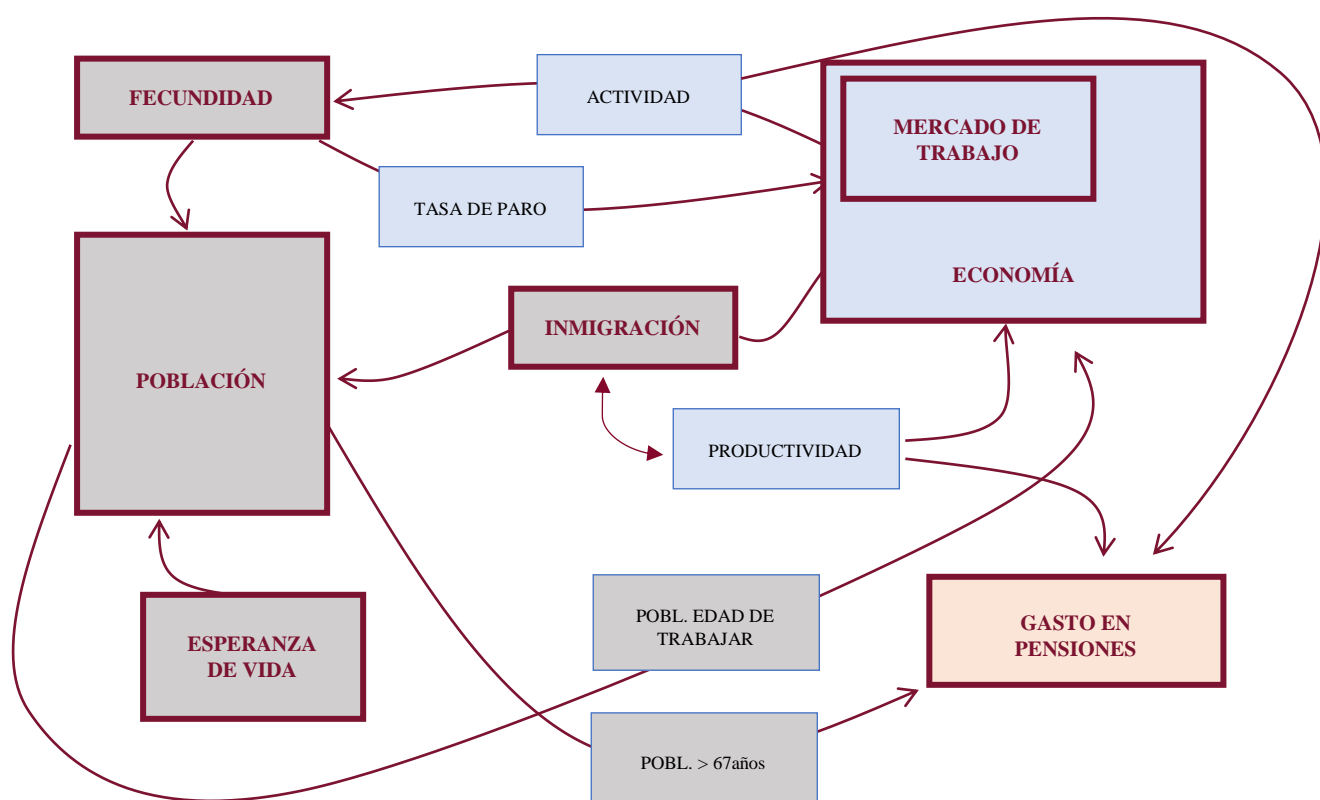 FECUNDIDAD
ACTIVIDAD
MERCADO DE
TRABAJO
TASA DE PARO
ECONOMÍA
INMIGRACIÓN
POBLACIÓN
PRODUCTIVIDAD
ESPERANZA
DE VIDA
POBL. EDAD DE
TRABAJAR
GASTO EN
PENSIONES
POBL. > 67años